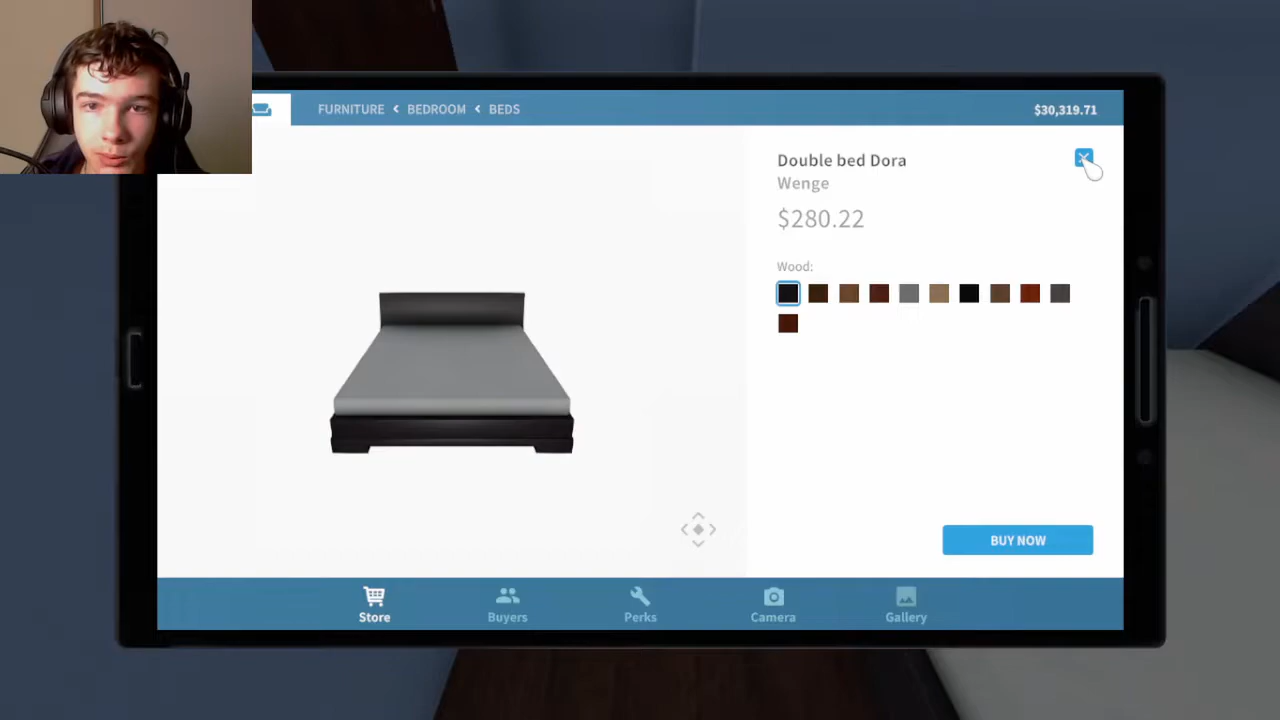 FURNITURE < BEDROOM < BEDS
$30,319.71
Double bed Dora
Wenge
$280.22
Wood:
BUY NOW
Store
Buyers
Perks
Camera
Gallery